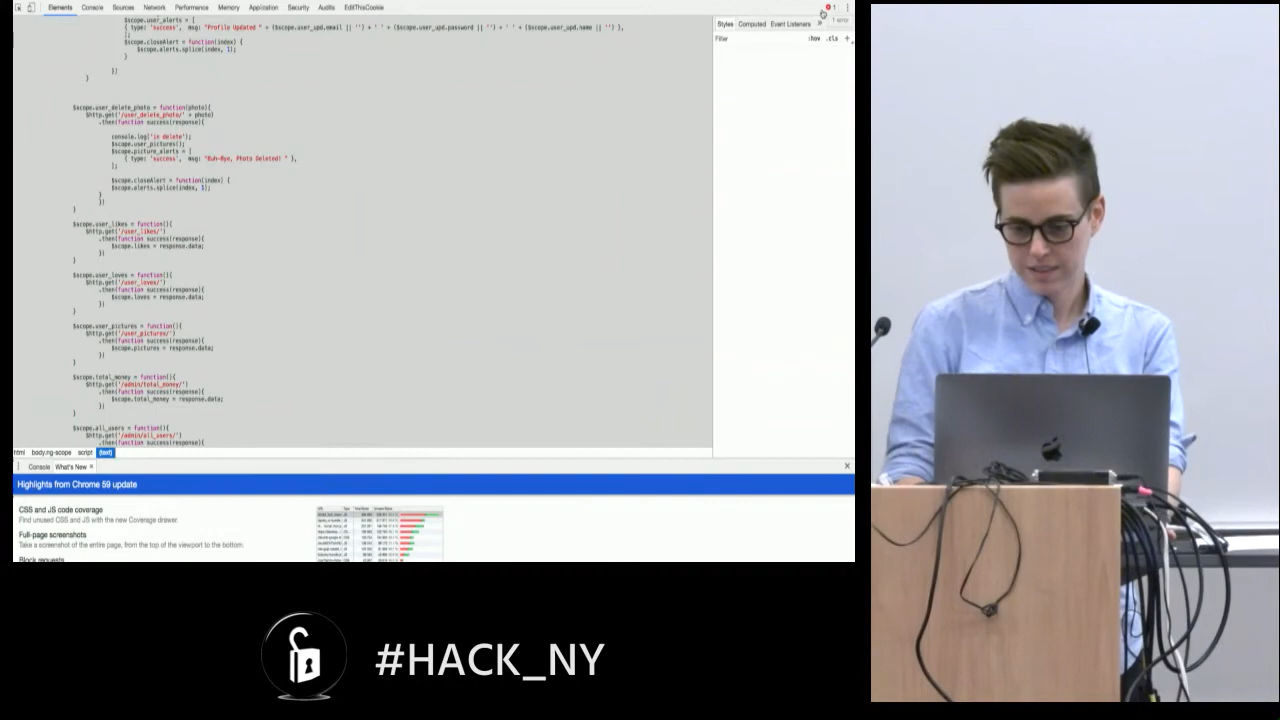 Elements Console Sources Network Performance Memory Application Security Audits EditThisCookie 1
1 error
Styles Computed Event Listeners »
Filter :hov .cls +
$scope.user_alerts = [
{ type: 'success', msg: "Profile Updated " + ($scope.user_upd.email || '') + ' ' + ($scope.user_upd.password || '') + ' ' + ($scope.user_upd.name || '') },
];
$scope.closeAlert = function(index) {
$scope.alerts.splice(index, 1);
}
})
}
$scope.user_delete_photo = function(photo){
$http.get('/user_delete_photo/' + photo)
.then(function success(response){
console.log('in delete');
$scope.user_pictures();
$scope.picture_alerts = [
{ type: 'success', msg: "Buh-Bye, Photo Deleted! " },
];
$scope.closeAlert = function(index) {
$scope.alerts.splice(index, 1);
}
})
}
$scope.user_likes = function(){
$http.get('/user_likes/')
.then(function success(response){
$scope.likes = response.data;
})
}
$scope.user_loves = function(){
$http.get('/user_loves/')
.then(function success(response){
$scope.loves = response.data;
})
}
$scope.user_pictures = function(){
$http.get('/user_pictures/')
.then(function success(response){
$scope.pictures = response.data;
})
}
$scope.total_money = function(){
$http.get('/admin/total_money/')
.then(function success(response){
$scope.total_money = response.data;
})
}
$scope.all_users = function(){
$http.get('/admin/all_users/')
.then(function success(response){
html body.ng-scope script (text)
Console What's New ×
Highlights from Chrome 59 update
CSS and JS code coverage
Find unused CSS and JS with the new Coverage drawer.
Full-page screenshots
Take a screenshot of the entire page, from the top of the viewport to the bottom.
Block requests
#HACK_NY